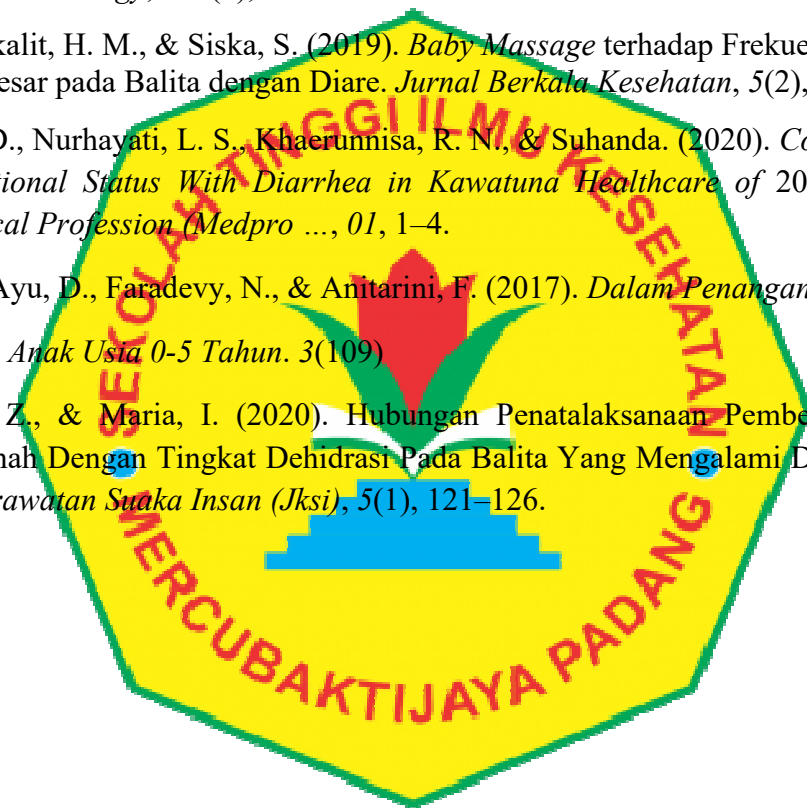 kalit, H. M., & Siska, S. (2019). Baby Massage terhadap Frekue
esar pada Balita dengan Diare. Jurnal Berkala Kesehatan, 5(2),
D., Nurhayati, L. S., Khaerunnisa, R. N., & Suhanda. (2020). Co
tional Status With Diarrhea in Kawatuna Healthcare of 20
cal Profession (Medpro …, 01, 1–4.
Ayu, D., Faradevy, N., & Anitarini, F. (2017). Dalam Penangan
Anak Usia 0-5 Tahun. 3(109)
Z., & Maria, I. (2020). Hubungan Penatalaksanaan Pembe
nah Dengan Tingkat Dehidrasi Pada Balita Yang Mengalami D
rawatan Suaka Insan (Jksi), 5(1), 121–126.
SEKOLAH TINGGI ILMU KESEHATAN
MERCUBAKTIJAYA PADANG